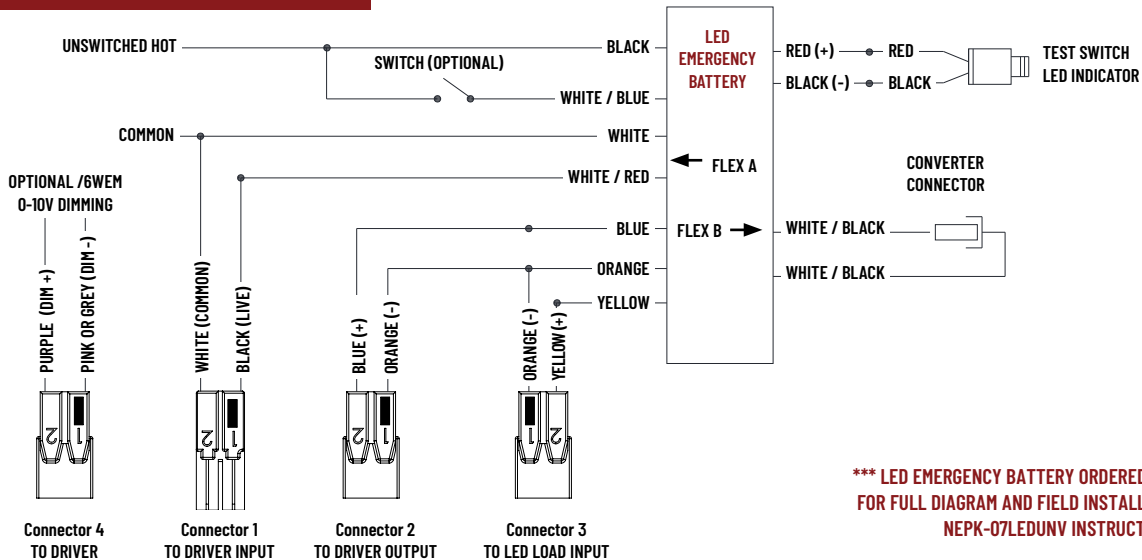 UNSWITCHED HOT
BLACK
SWITCH (OPTIONAL)
WHITE / BLUE
COMMON
WHITE
WHITE / RED
BLUE
ORANGE
YELLOW
LED
EMERGENCY
BATTERY
FLEX A
FLEX B
RED (+)
RED
BLACK (-)
BLACK
TEST SWITCH
LED INDICATOR
CONVERTER
CONNECTOR
WHITE / BLACK
WHITE / BLACK
OPTIONAL /6WEM
0-10V DIMMING
PURPLE (DIM +)
PINK OR GREY (DIM -)
WHITE (COMMON)
BLACK (LIVE)
BLUE (+)
ORANGE (-)
ORANGE (-)
YELLOW (+)
2 1
2 1
2 1
1 2
Connector 4
TO DRIVER
Connector 1
TO DRIVER INPUT
Connector 2
TO DRIVER OUTPUT
Connector 3
TO LED LOAD INPUT
*** LED EMERGENCY BATTERY ORDERED
FOR FULL DIAGRAM AND FIELD INSTALL
NEPK-07LEDUNV INSTRUCT